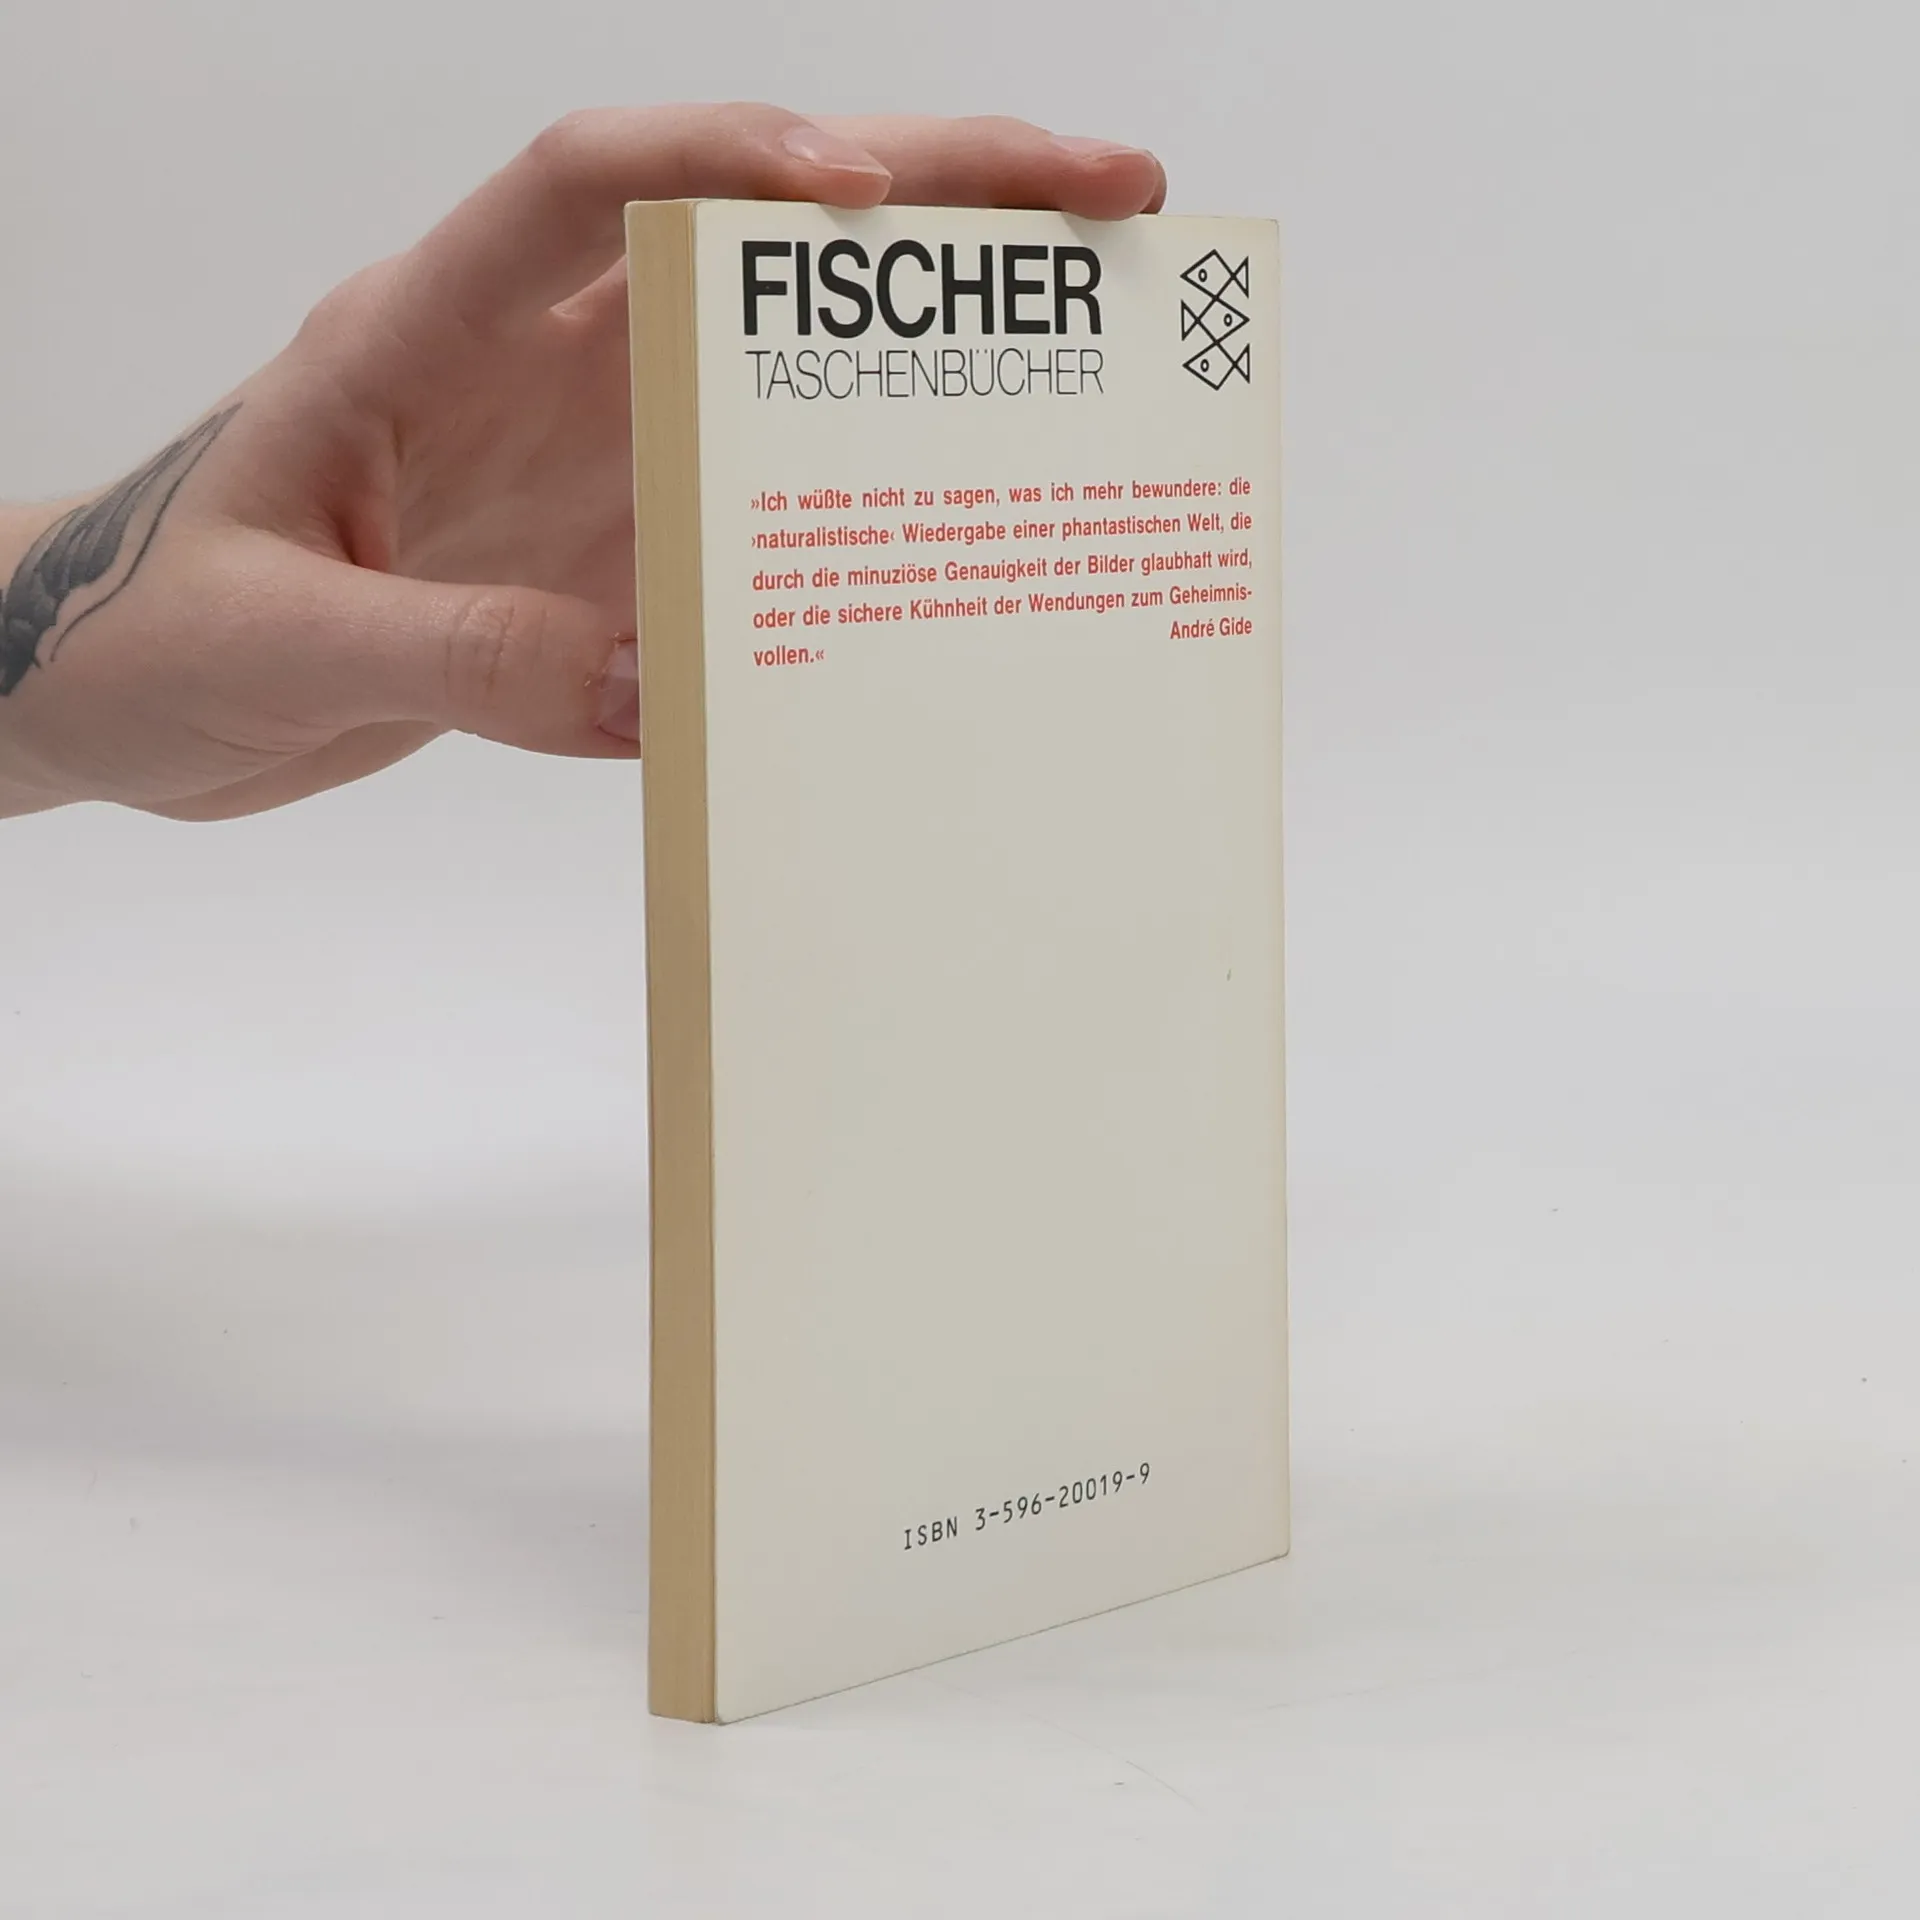 FISCHER
TASCHENBÜCHER
»Ich wüßte nicht zu sagen, was ich mehr bewundere: die
›naturalistische‹ Wiedergabe einer phantastischen Welt, die
durch die minuziöse Genauigkeit der Bilder glaubhaft wird,
oder die sichere Kühnheit der Wendungen zum Geheimnis-
vollen.«
André Gide
ISBN 3-596-20019-9